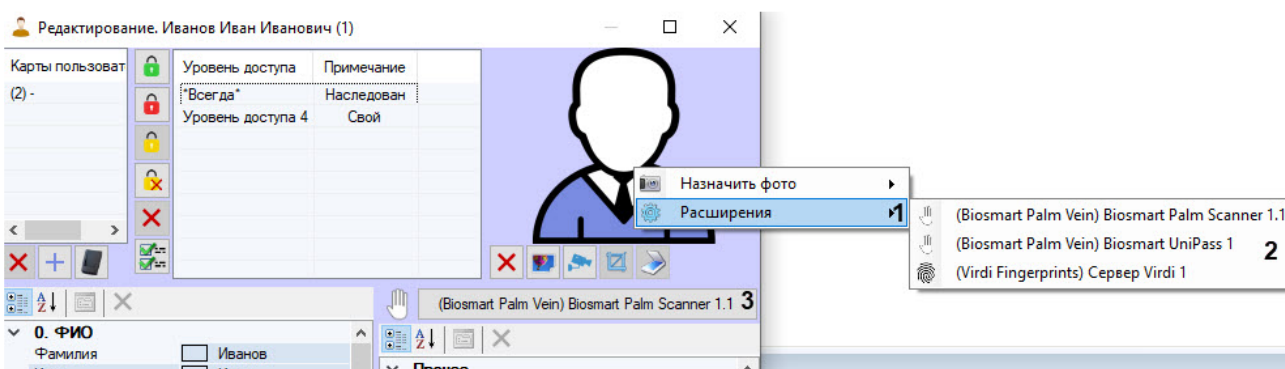 Редактирование. Иванов Иван Иванович (1)
Карты пользоват
(2) -
Уровень доступа Примечание
"Всегда" Наследован
Уровень доступа 4 Свой
Назначить фото
Расширения 1
(Biosmart Palm Vein) Biosmart Palm Scanner 1.1
(Biosmart Palm Vein) Biosmart UniPass 1
2
(Virdi Fingerprints) Сервер Virdi 1
(Biosmart Palm Vein) Biosmart Palm Scanner 1.1 3
0. ФИО
Фамилия Иванов